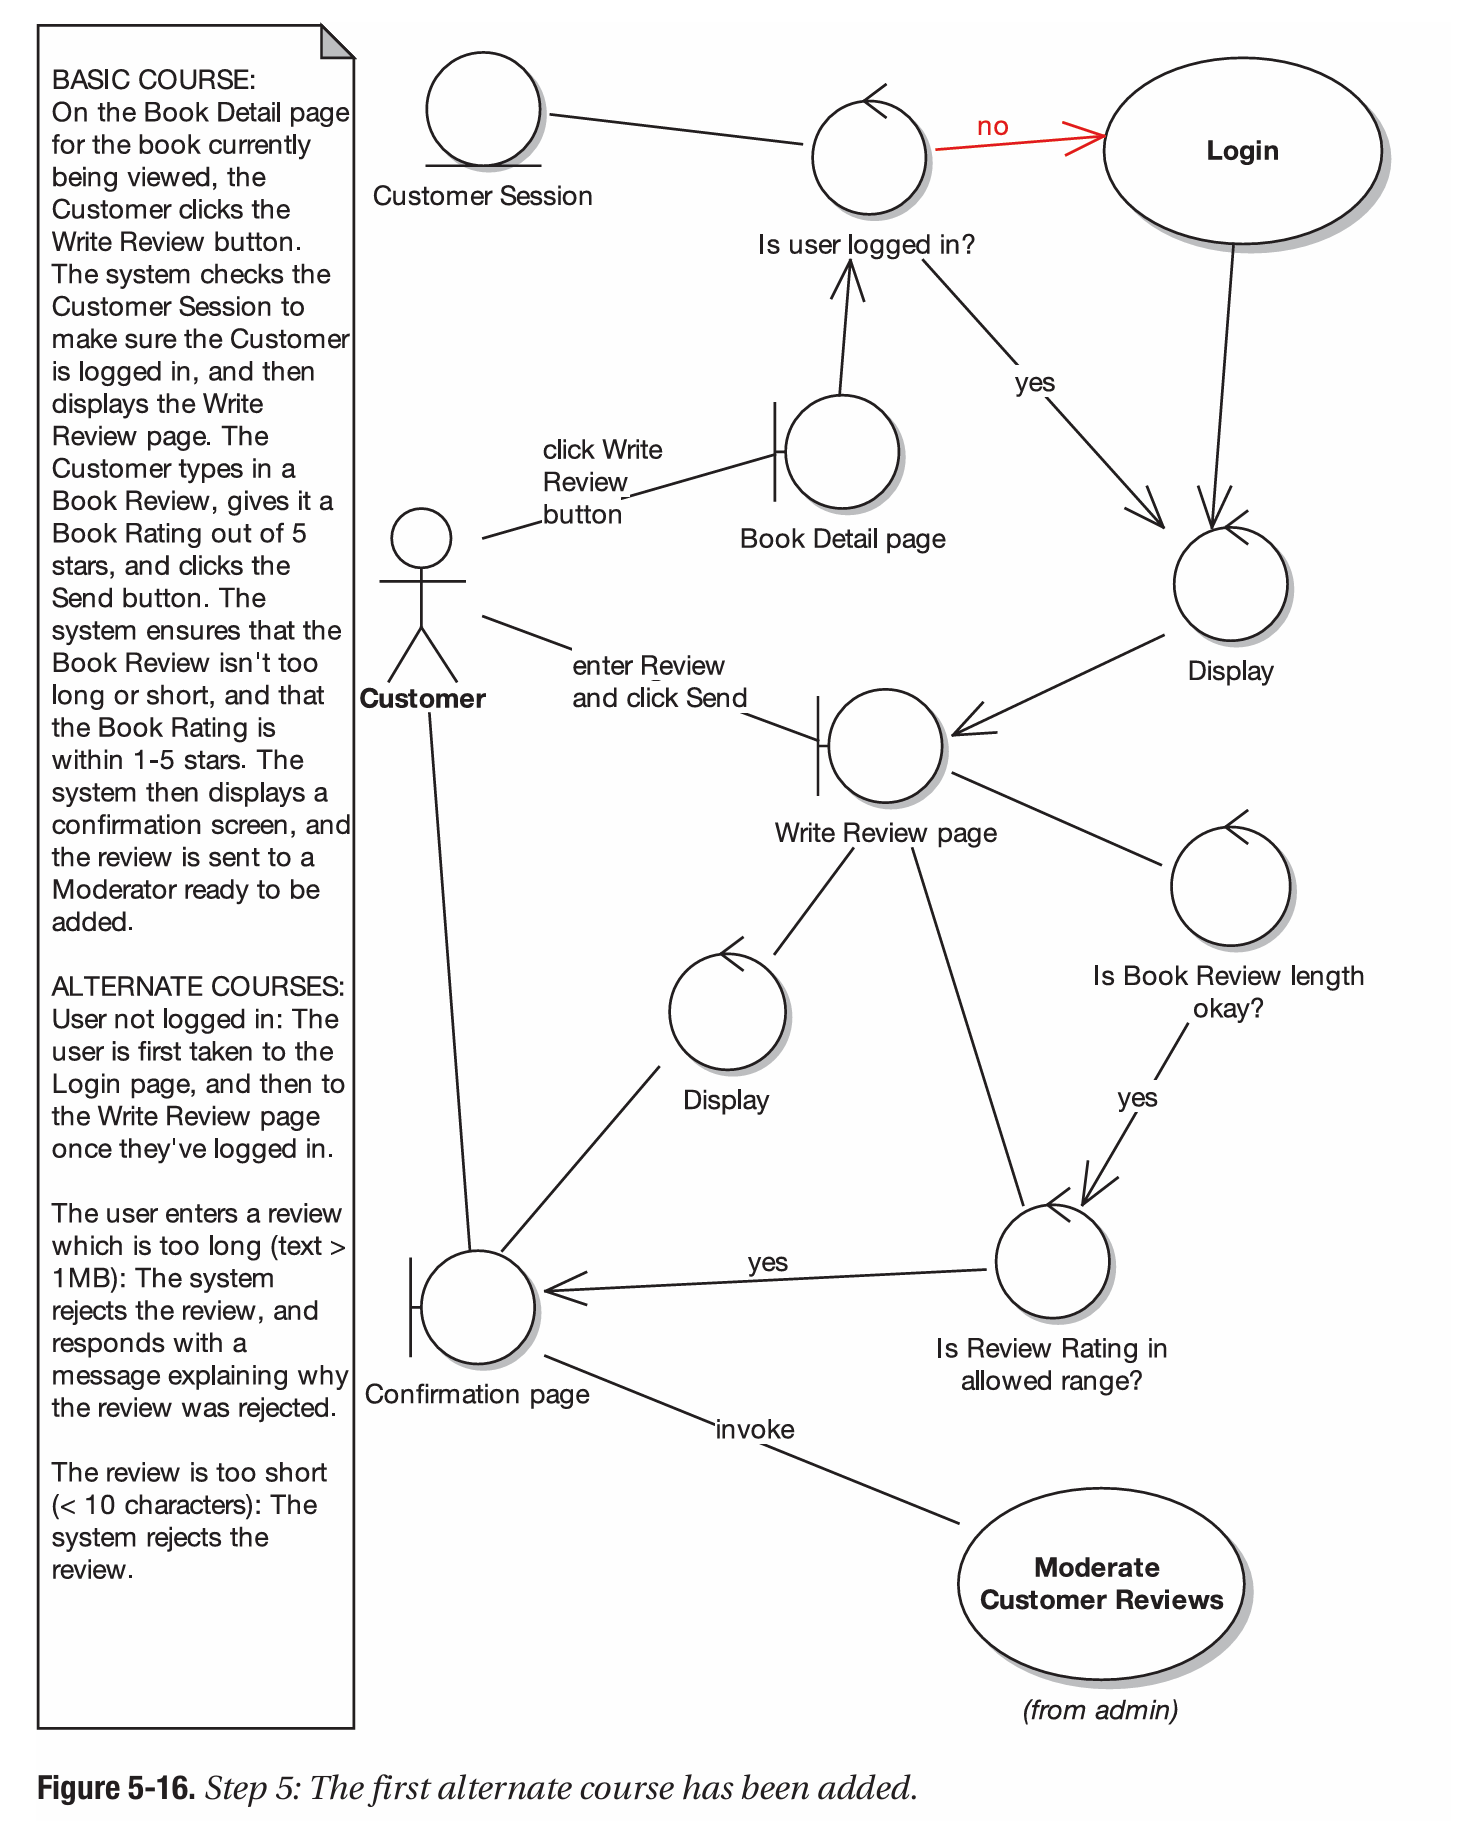 BASIC COURSE:
On the Book Detail page
for the book currently
being viewed, the
Customer clicks the
Write Review button.
The system checks the
Customer Session to
make sure the Customer
is logged in, and then
displays the Write
Review page. The
Customer types in a
Book Review, gives it a
Book Rating out of 5
stars, and clicks the
Send button. The
system ensures that the
Book Review isn't too
long or short, and that
the Book Rating is
within 1-5 stars. The
system then displays a
confirmation screen, and
the review is sent to a
Moderator ready to be
added.
ALTERNATE COURSES:
User not logged in: The
user is first taken to the
Login page, and then to
the Write Review page
once they've logged in.
The user enters a review
which is too long (text >
1MB): The system
rejects the review, and
responds with a
message explaining why
the review was rejected.
The review is too short
(< 10 characters): The
system rejects the
review.
Customer Session
Is user logged in?
no
Login
yes
click Write
Review
button
Book Detail page
Display
Customer
enter Review
and click Send
Write Review page
Is Book Review length
okay?
Display
yes
yes
Is Review Rating in
allowed range?
Confirmation page
invoke
Moderate
Customer Reviews
(from admin)
Figure 5-16. Step 5: The first alternate course has been added.